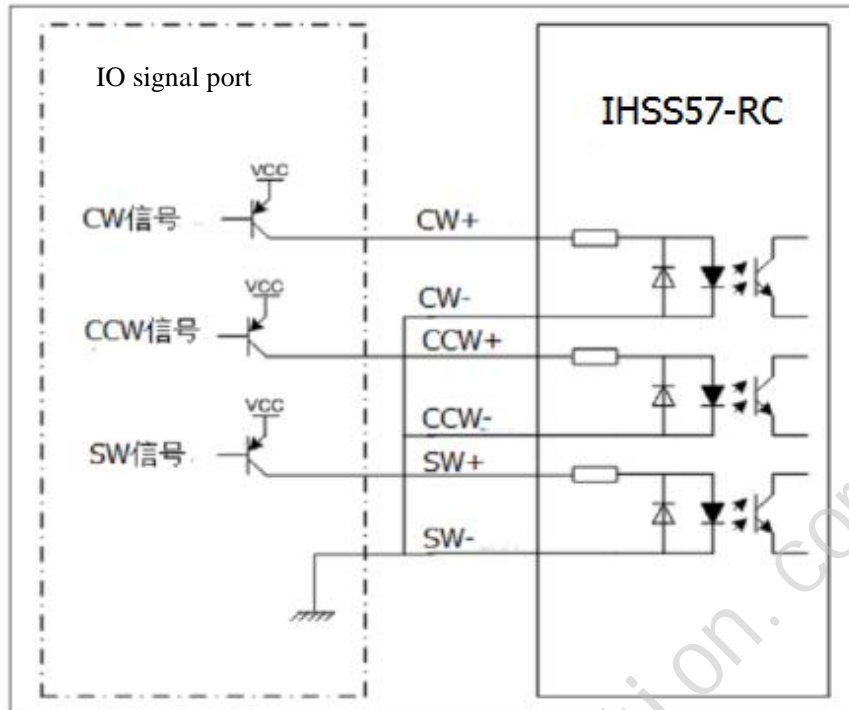 IO signal port
IHSS57-RC
VCC
CW信号
CW+
CW-
VCC
CCW信号
CCW+
CCW-
VCC
SW信号
SW+
SW-